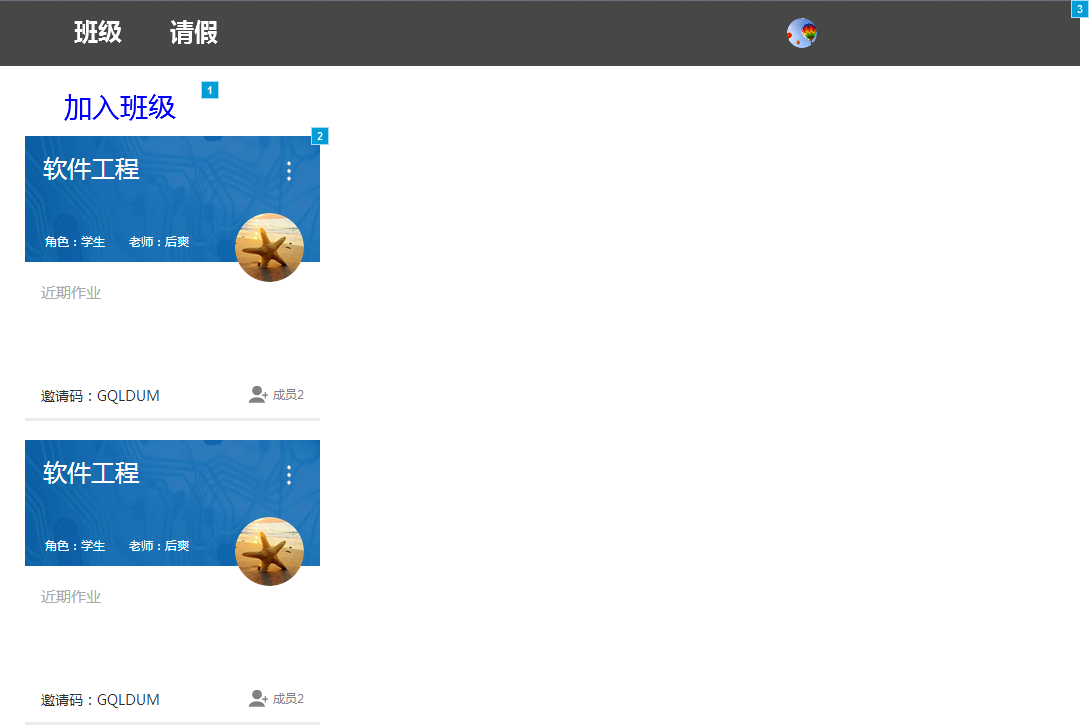 班级 请假
3
加入班级
1
2
软件工程
角色：学生 老师：后爽
近期作业
邀请码：GQLDUM 成员2
软件工程
角色：学生 老师：后爽
近期作业
邀请码：GQLDUM 成员2